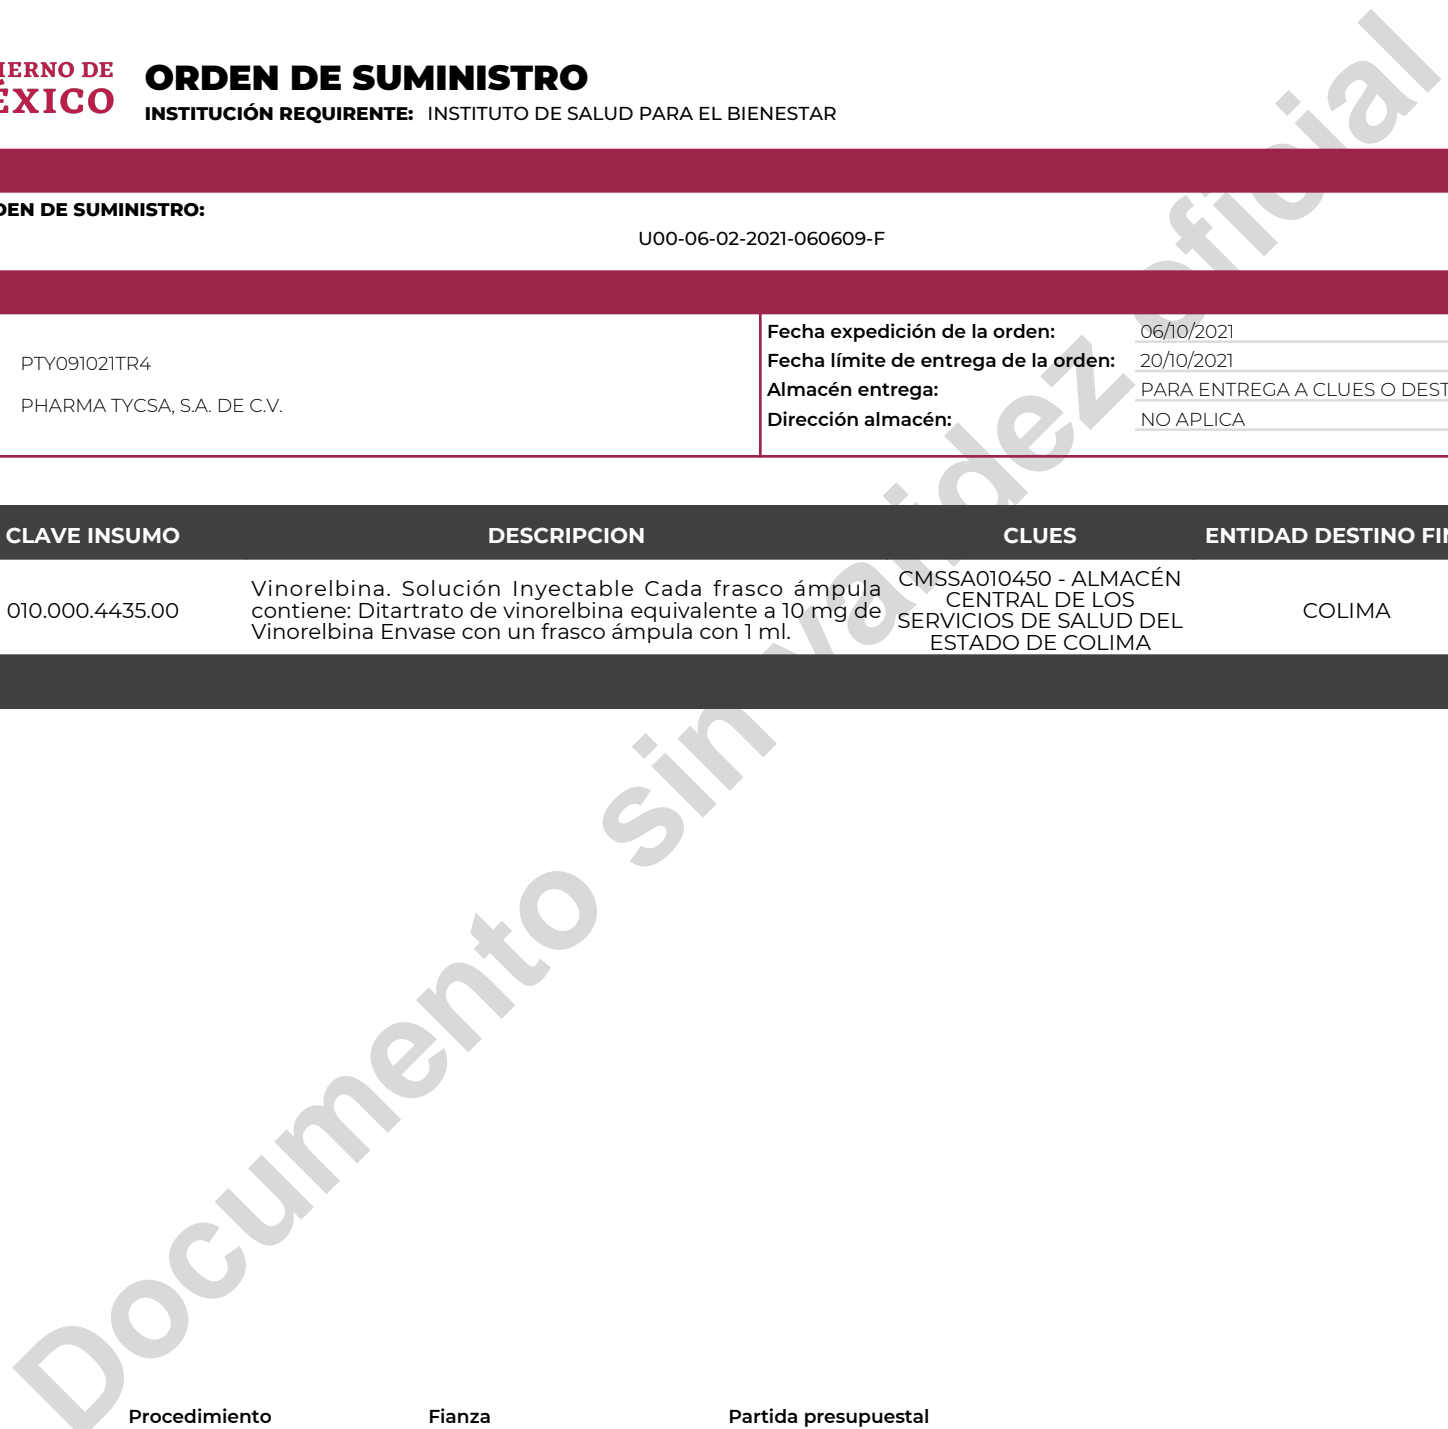 IERNO DE
ÉXICO
ORDEN DE SUMINISTRO
INSTITUCIÓN REQUIRENTE: INSTITUTO DE SALUD PARA EL BIENESTAR
DEN DE SUMINISTRO:
U00-06-02-2021-060609-F
PTY091021TR4
PHARMA TYCSA, S.A. DE C.V.
Fecha expedición de la orden: 06/10/2021
Fecha límite de entrega de la orden: 20/10/2021
Almacén entrega: PARA ENTREGA A CLUES O DEST
Dirección almacén: NO APLICA
CLAVE INSUMO DESCRIPCION CLUES ENTIDAD DESTINO FIN
010.000.4435.00
Vinorelbina. Solución Inyectable Cada frasco ámpula
contiene: Ditartrato de vinorelbina equivalente a 10 mg de
Vinorelbina Envase con un frasco ámpula con 1 ml.
CMSSA010450 - ALMACÉN
CENTRAL DE LOS
SERVICIOS DE SALUD DEL
ESTADO DE COLIMA
COLIMA
Documento sin validez oficial
Procedimiento Fianza Partida presupuestal